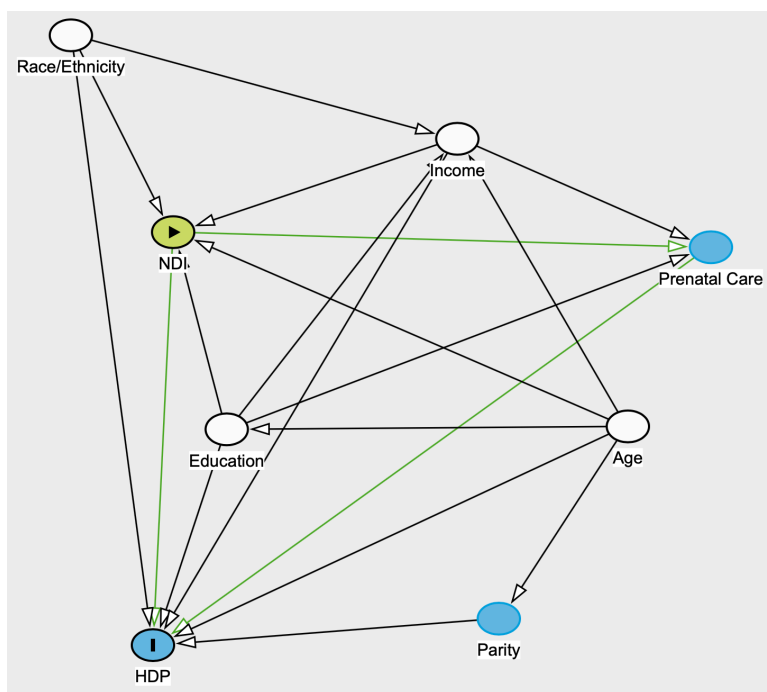 Race/Ethnicity
Income
NDI
Prenatal Care
Education
Age
Parity
HDP